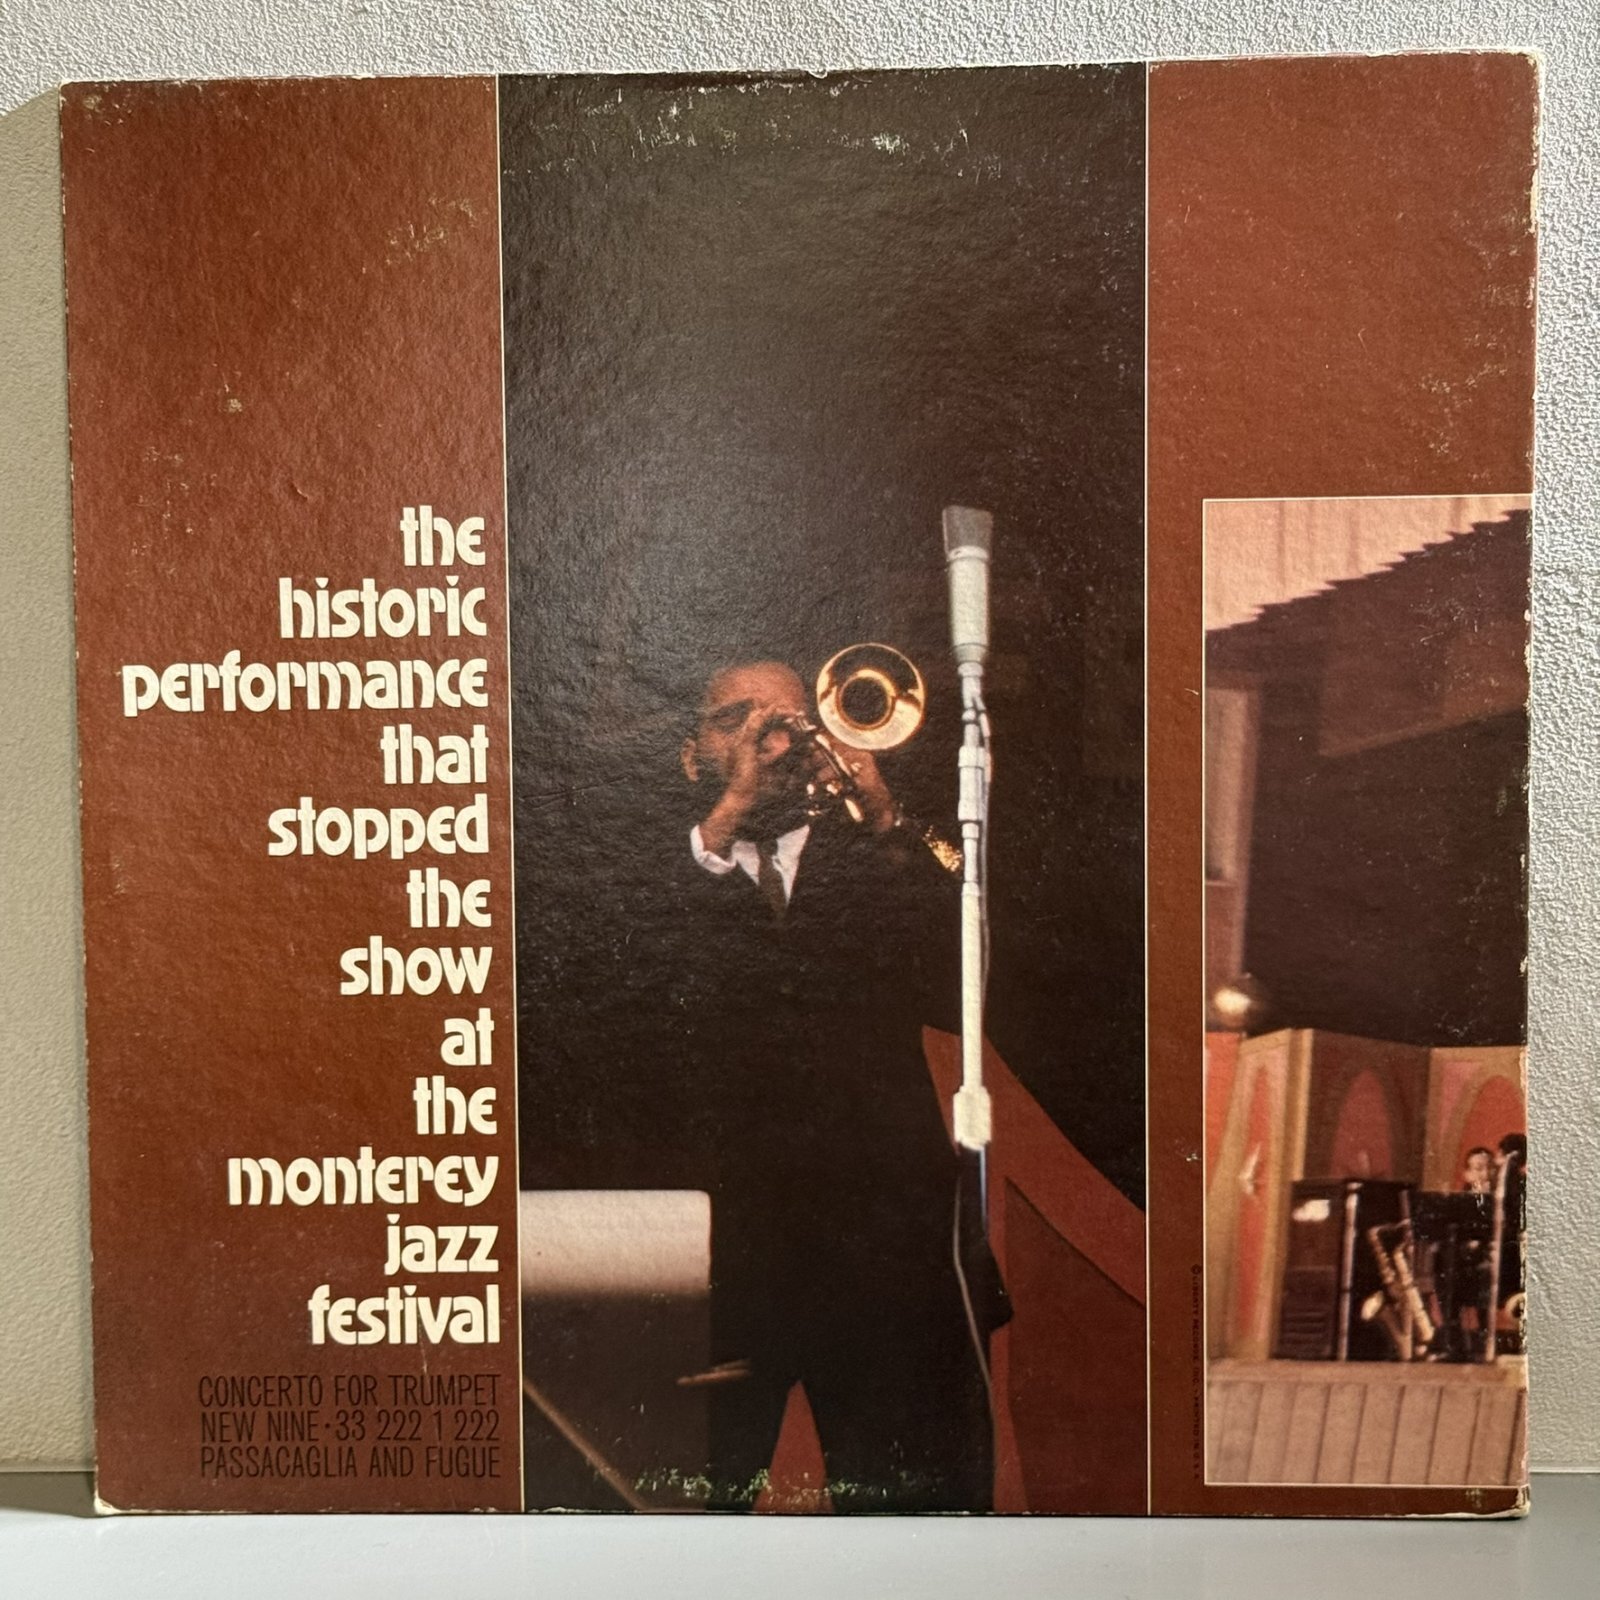 the
historic
performance
that
stopped
the
show
at
the
monterey
jazz
festival
CONCERTO FOR TRUMPET
NEW NINE·33 222 1 222
PASSACAGLIA AND FUGUE